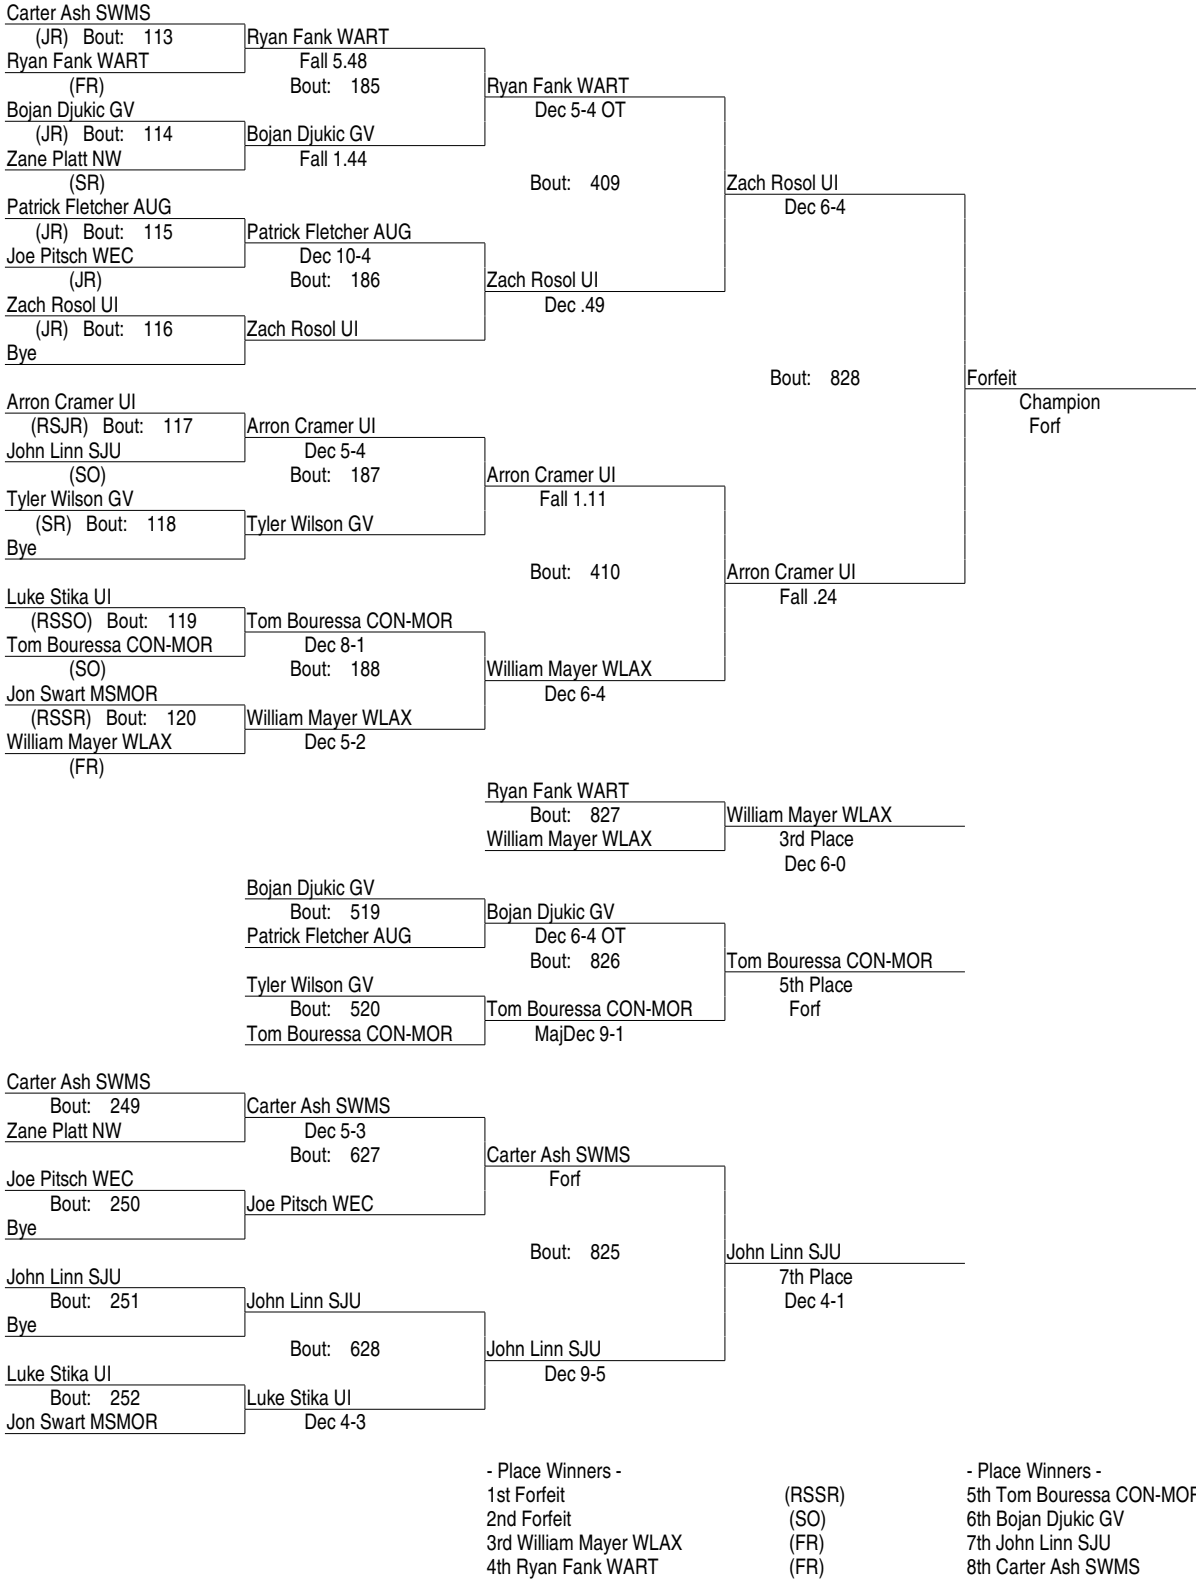 Carter Ash SWMS
(JR) Bout: 113
Ryan Fank WART
Ryan Fank WART
Fall 5.48
(FR)
Bout: 185
Ryan Fank WART
Bojan Djukic GV
Dec 5-4 OT
(JR) Bout: 114
Bojan Djukic GV
Zane Platt NW
Fall 1.44
(SR)
Bout: 409
Zach Rosol UI
Patrick Fletcher AUG
Dec 6-4
(JR) Bout: 115
Patrick Fletcher AUG
Joe Pitsch WEC
Dec 10-4
(JR)
Bout: 186
Zach Rosol UI
Zach Rosol UI
Dec .49
(JR) Bout: 116
Zach Rosol UI
Bye
Bout: 828
Forfeit
Arron Cramer UI
Champion
(RSJR) Bout: 117
Arron Cramer UI
Forf
John Linn SJU
Dec 5-4
(SO)
Bout: 187
Arron Cramer UI
Tyler Wilson GV
Fall 1.11
(SR) Bout: 118
Tyler Wilson GV
Bye
Bout: 410
Arron Cramer UI
Luke Stika UI
Fall .24
(RSSO) Bout: 119
Tom Bouressa CON-MOR
Tom Bouressa CON-MOR
Dec 8-1
(SO)
Bout: 188
William Mayer WLAX
Jon Swart MSMOR
Dec 6-4
(RSSR) Bout: 120
William Mayer WLAX
William Mayer WLAX
Dec 5-2
(FR)
Ryan Fank WART
Bout: 827
William Mayer WLAX
William Mayer WLAX
3rd Place
Dec 6-0
Bojan Djukic GV
Bout: 519
Bojan Djukic GV
Patrick Fletcher AUG
Dec 6-4 OT
Bout: 826
Tom Bouressa CON-MOR
Tyler Wilson GV
5th Place
Bout: 520
Tom Bouressa CON-MOR
Forf
Tom Bouressa CON-MOR
MajDec 9-1
Carter Ash SWMS
Bout: 249
Carter Ash SWMS
Zane Platt NW
Dec 5-3
Bout: 627
Carter Ash SWMS
Joe Pitsch WEC
Forf
Bout: 250
Joe Pitsch WEC
Bye
Bout: 825
John Linn SJU
John Linn SJU
7th Place
Bout: 251
John Linn SJU
Dec 4-1
Bye
Bout: 628
John Linn SJU
Luke Stika UI
Dec 9-5
Bout: 252
Luke Stika UI
Jon Swart MSMOR
Dec 4-3
- Place Winners -
1st Forfeit (RSSR)
2nd Forfeit (SO)
3rd William Mayer WLAX (FR)
4th Ryan Fank WART (FR)
- Place Winners -
5th Tom Bouressa CON-MOR
6th Bojan Djukic GV
7th John Linn SJU
8th Carter Ash SWMS